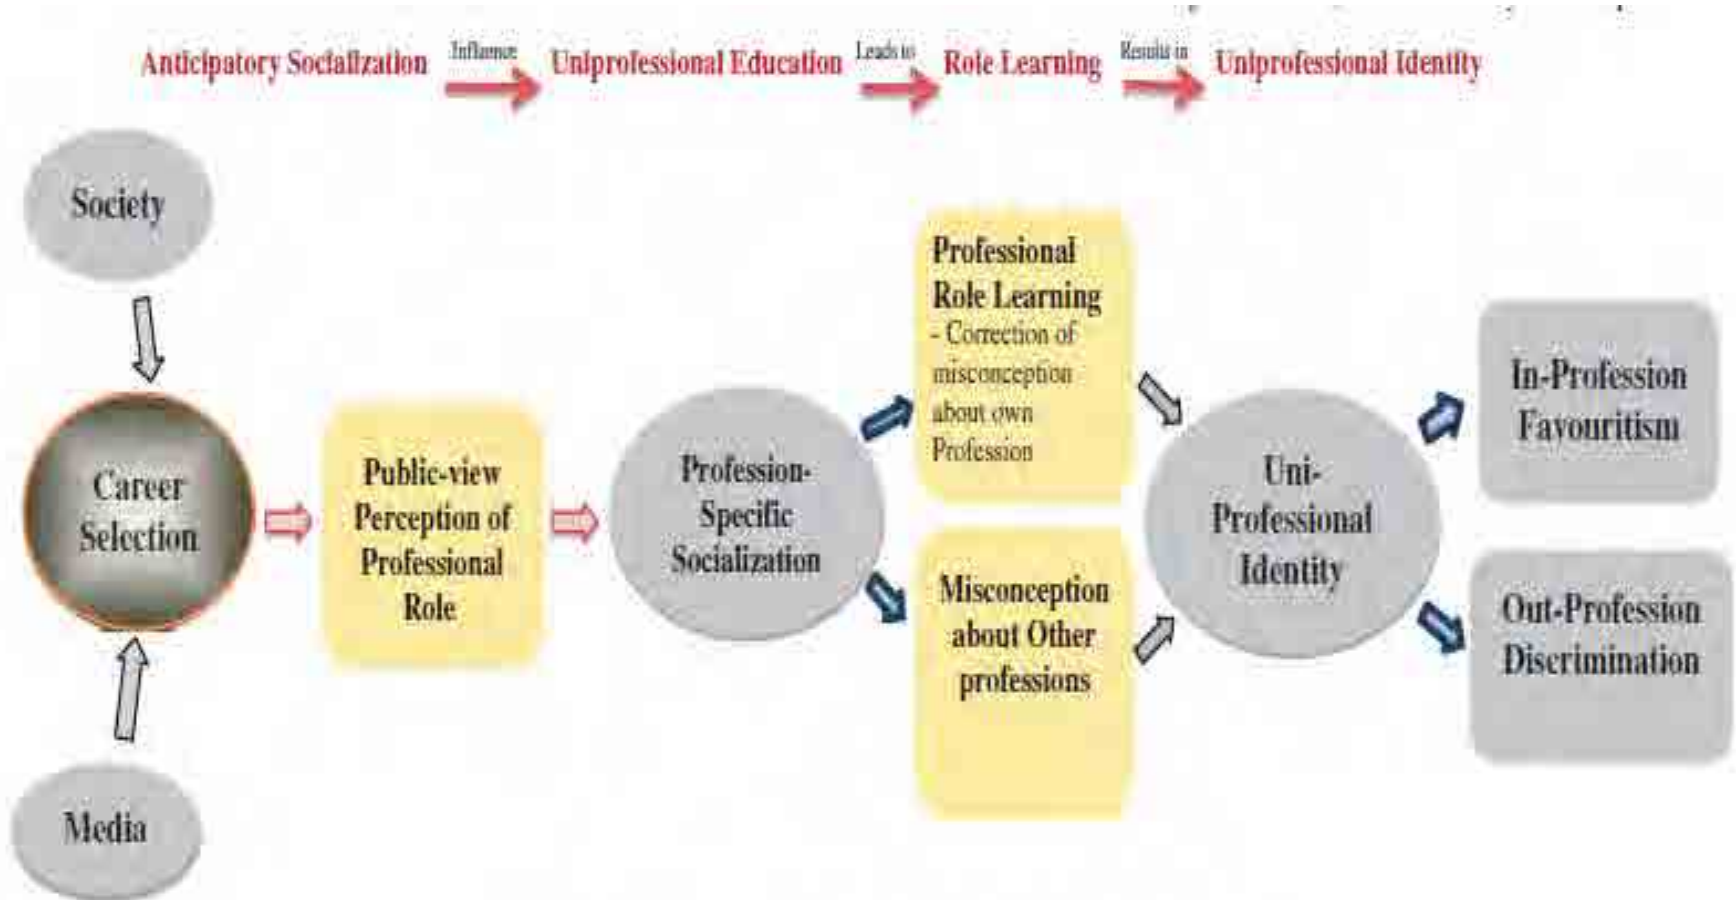 Anticipatory Socialization
Influence
Uniprofessional Education
Leads to
Role Learning
Results in
Uniprofessional Identity
Society
Career
Selection
Media
Public-view
Perception of
Professional
Role
Profession-
Specific
Socialization
Professional
Role Learning
- Correction of
misconception
about own
Profession
Misconception
about Other
professions
Uni-
Professional
Identity
In-Profession
Favouritism
Out-Profession
Discrimination